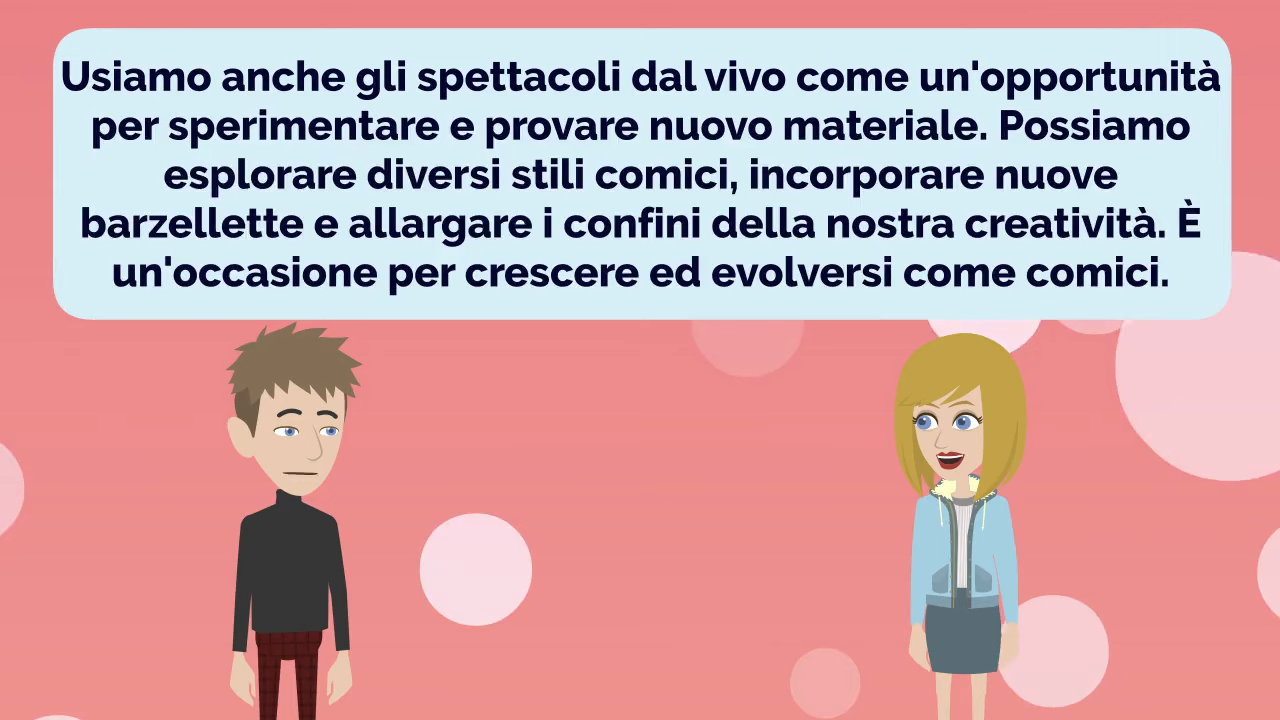 Usiamo anche gli spettacoli dal vivo come un'opportunità
per sperimentare e provare nuovo materiale. Possiamo
esplorare diversi stili comici, incorporare nuove
barzellette e allargare i confini della nostra creatività. È
un'occasione per crescere ed evolversi come comici.